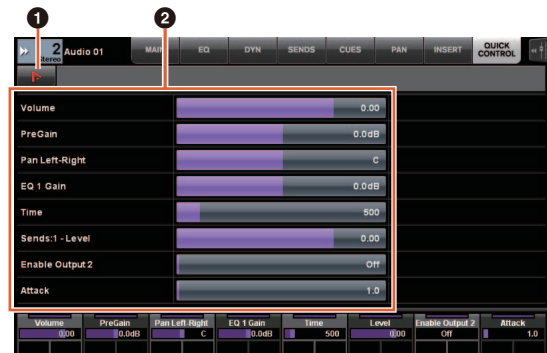 1 2
2 Audio 01 MAIN EQ DYN SENDS CUES PAN INSERT QUICK CONTROL
Stereo
Volume 0.00
PreGain 0.0dB
Pan Left-Right C
EQ 1 Gain 0.0dB
Time 500
Sends:1 - Level 0.00
Enable Output 2 Off
Attack 1.0
Volume PreGain Pan Left-Right EQ 1 Gain Time Level Enable Output 2 Attack
0.00 0.0dB C 0.0dB 500 0.00 Off 1.0